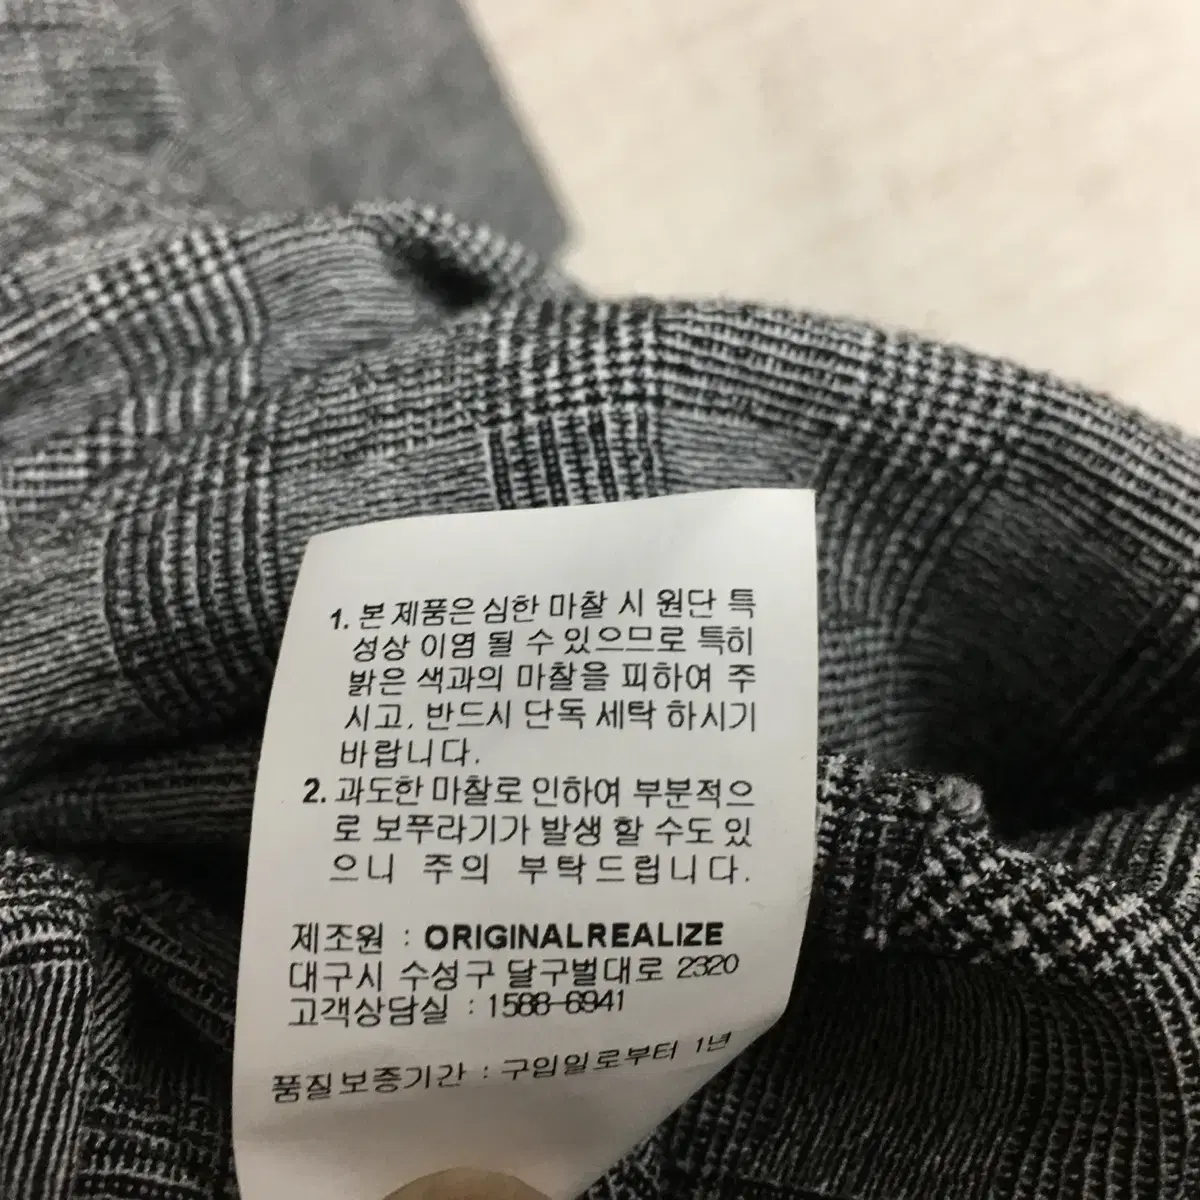 1. 본 제품은 심한 마찰 시 원단 특
성상 이염 될 수 있으므로 특히
밝은 색과의 마찰을 피하여 주
시고, 반드시 단독 세탁 하시기
바랍니다.
2. 과도한 마찰로 인하여 부분적으
로 보푸라기가 발생 할 수도 있
으니 주의 부탁드립니다.
제조원 : ORIGINALREALIZE
대구시 수성구 달구벌대로 2320
고객상담실 : 1588-6941
품질보증기간 : 구입일로부터 1년